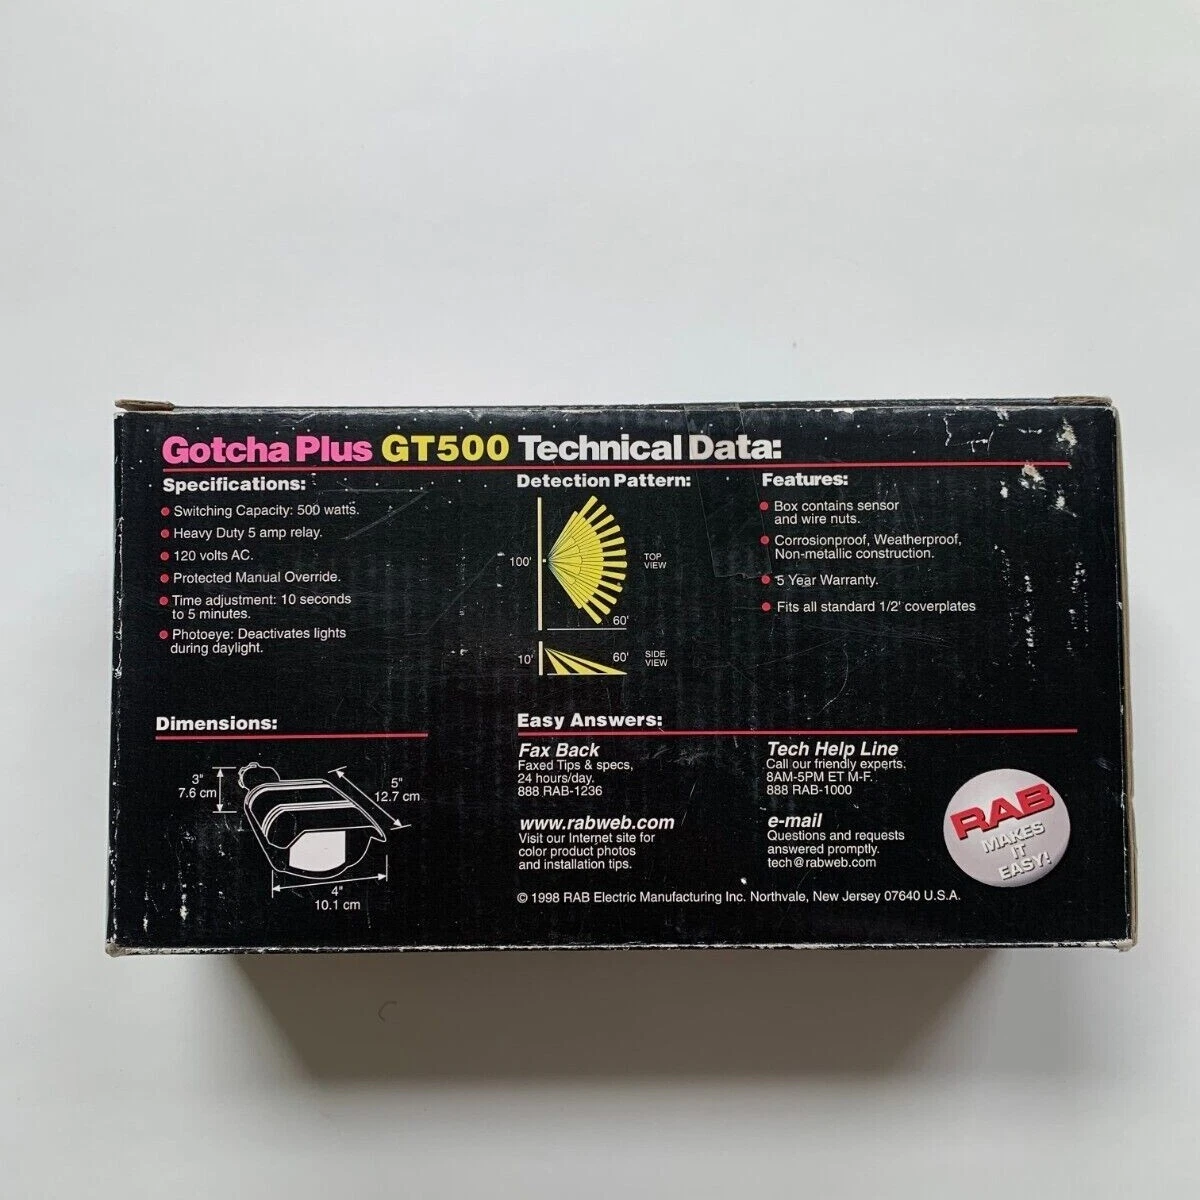 Gotcha Plus GT500 Technical Data:
Specifications:
Switching Capacity: 500 watts.
Heavy Duty 5 amp relay.
120 volts AC.
Protected Manual Override.
Time adjustment: 10 seconds
to 5 minutes.
Photoeye: Deactivates lights
during daylight.
Detection Pattern:
100'
TOP
VIEW
60'
10'
60'
SIDE
VIEW
Features:
Box contains sensor
and wire nuts.
Corrosionproof, Weatherproof,
Non-metallic construction.
5 Year Warranty.
Fits all standard 1/2' coverplates
Dimensions:
3"
7.6 cm
5"
12.7 cm
4"
10.1 cm
Easy Answers:
Fax Back
Faxed Tips & specs,
24 hours/day.
888 RAB-1236
www.rabweb.com
Visit our Internet site for
color product photos
and installation tips.
Tech Help Line
Call our friendly experts.
8AM-5PM ET M-F.
888 RAB-1000
e-mail
Questions and requests
answered promptly.
tech@rabweb.com
RAB
MAKES
IT
EASY!
© 1998 RAB Electric Manufacturing Inc. Northvale, New Jersey 07640 U.S.A.